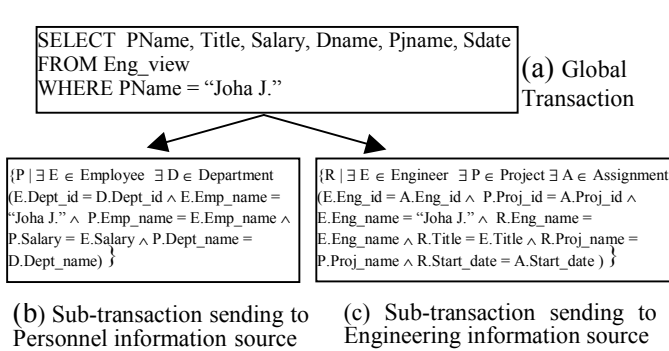 SELECT PName, Title, Salary, Dname, Pjname, Sdate
FROM Eng_view
WHERE PName = “Joha J.”
(a) Global
Transaction
{P | ∃ E ∈ Employee ∃ D ∈ Department
(E.Dept_id = D.Dept_id ∧ E.Emp_name =
“Joha J.” ∧ P.Emp_name = E.Emp_name ∧
P.Salary = E.Salary ∧ P.Dept_name =
D.Dept_name) }
{R | ∃ E ∈ Engineer ∃ P ∈ Project ∃ A ∈ Assignment
(E.Eng_id = A.Eng_id ∧ P.Proj_id = A.Proj_id ∧
E.Eng_name = “Joha J.” ∧ R.Eng_name =
E.Eng_name ∧ R.Title = E.Title ∧ R.Proj_name =
P.Proj_name ∧ R.Start_date = A.Start_date ) }
(b) Sub-transaction sending to
Personnel information source
(c) Sub-transaction sending to
Engineering information source